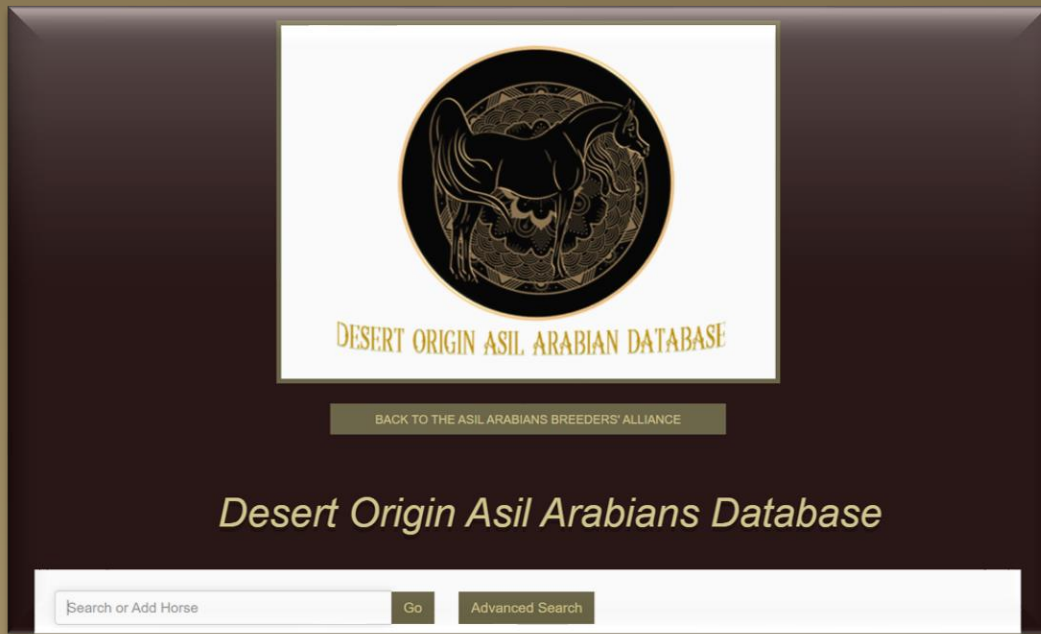 DESERT ORIGIN ASIL ARABIAN DATABASE
BACK TO THE ASIL ARABIANS BREEDERS' ALLIANCE
Desert Origin Asil Arabians Database
Search or Add Horse
Go
Advanced Search